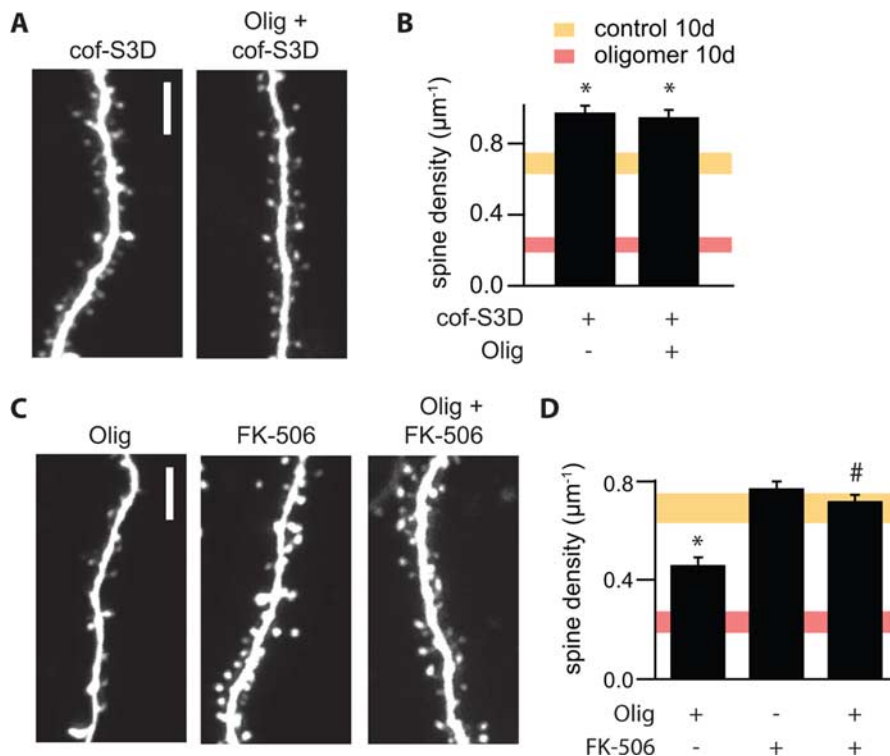 A
cof-S3D
Olig +
cof-S3D
B
control 10d
oligomer 10d
* *
spine density (µm⁻¹)
0.8
0.4
0.0
cof-S3D + +
Olig - +
C
Olig
FK-506
Olig +
FK-506
D
spine density (µm⁻¹)
0.8
0.4
0.0
* #
Olig + - +
FK-506 - + +